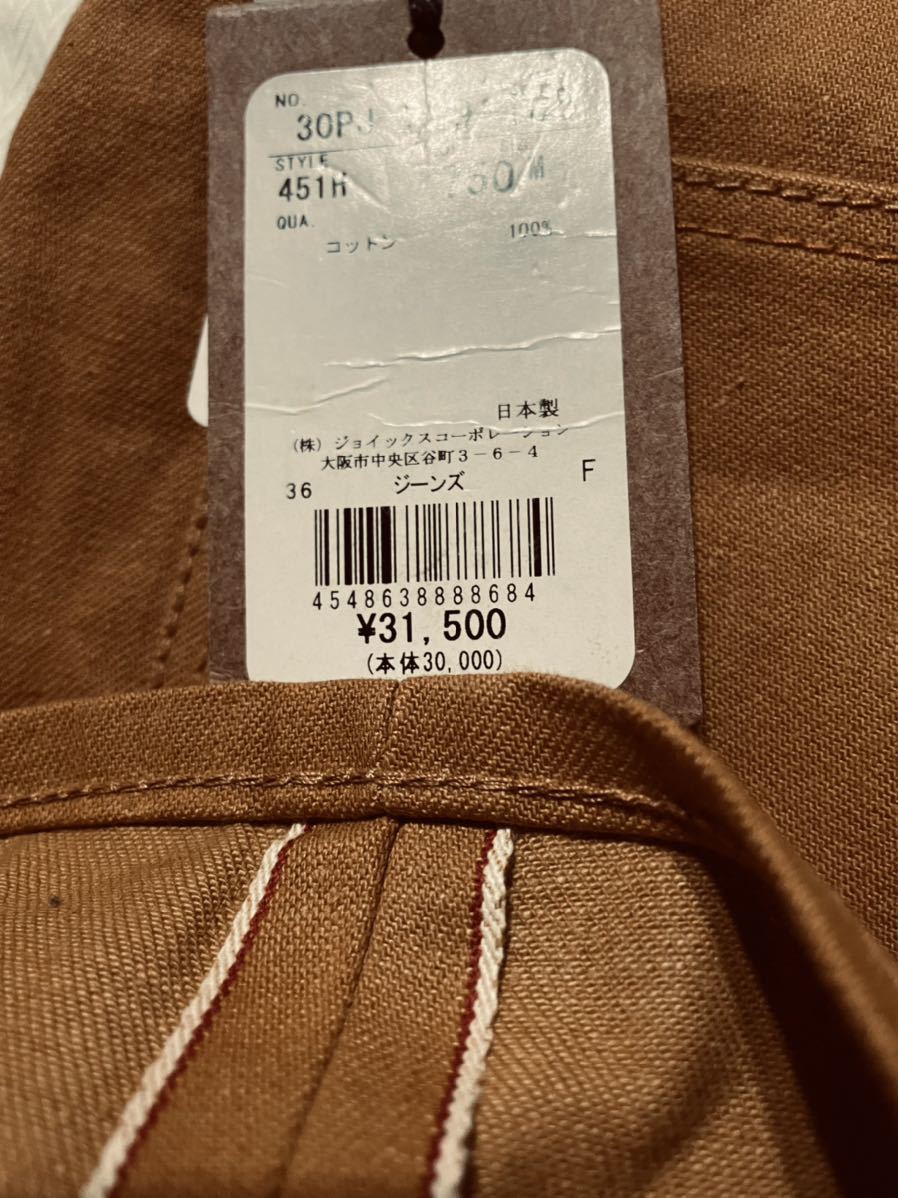 NO.
30PJ
STYLE
451H
M
QUA.
コットン 100%
日本製
(株)ジョイックスコーポレーション
大阪市中央区谷町3-6-4
36 ジーンズ F
4548638888684
¥31,500
(本体30,000)